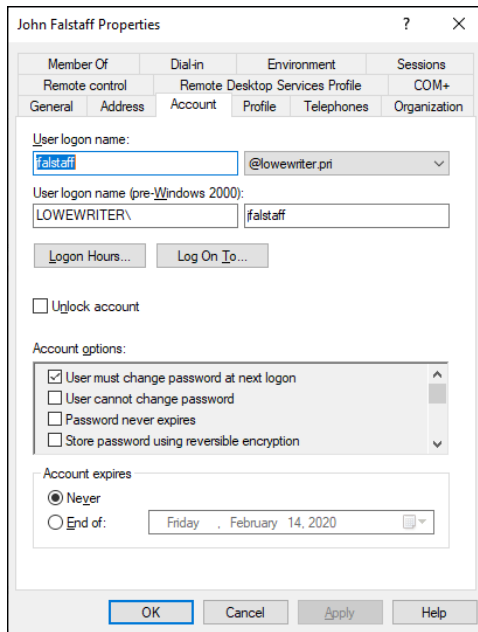 John Falstaff Properties
?
Member Of Dial-in Environment Sessions
Remote control Remote Desktop Services Profile COM+
General Address Account Profile Telephones Organization
User logon name:
jfalstaff @lowewriter.pri
User logon name (pre-Windows 2000):
LOWEWRITER\ jfalstaff
Logon Hours... Log On To...
Unlock account
Account options:
User must change password at next logon
User cannot change password
Password never expires
Store password using reversible encryption
Account expires
Never
End of: Friday , February 14, 2020
OK Cancel Apply Help